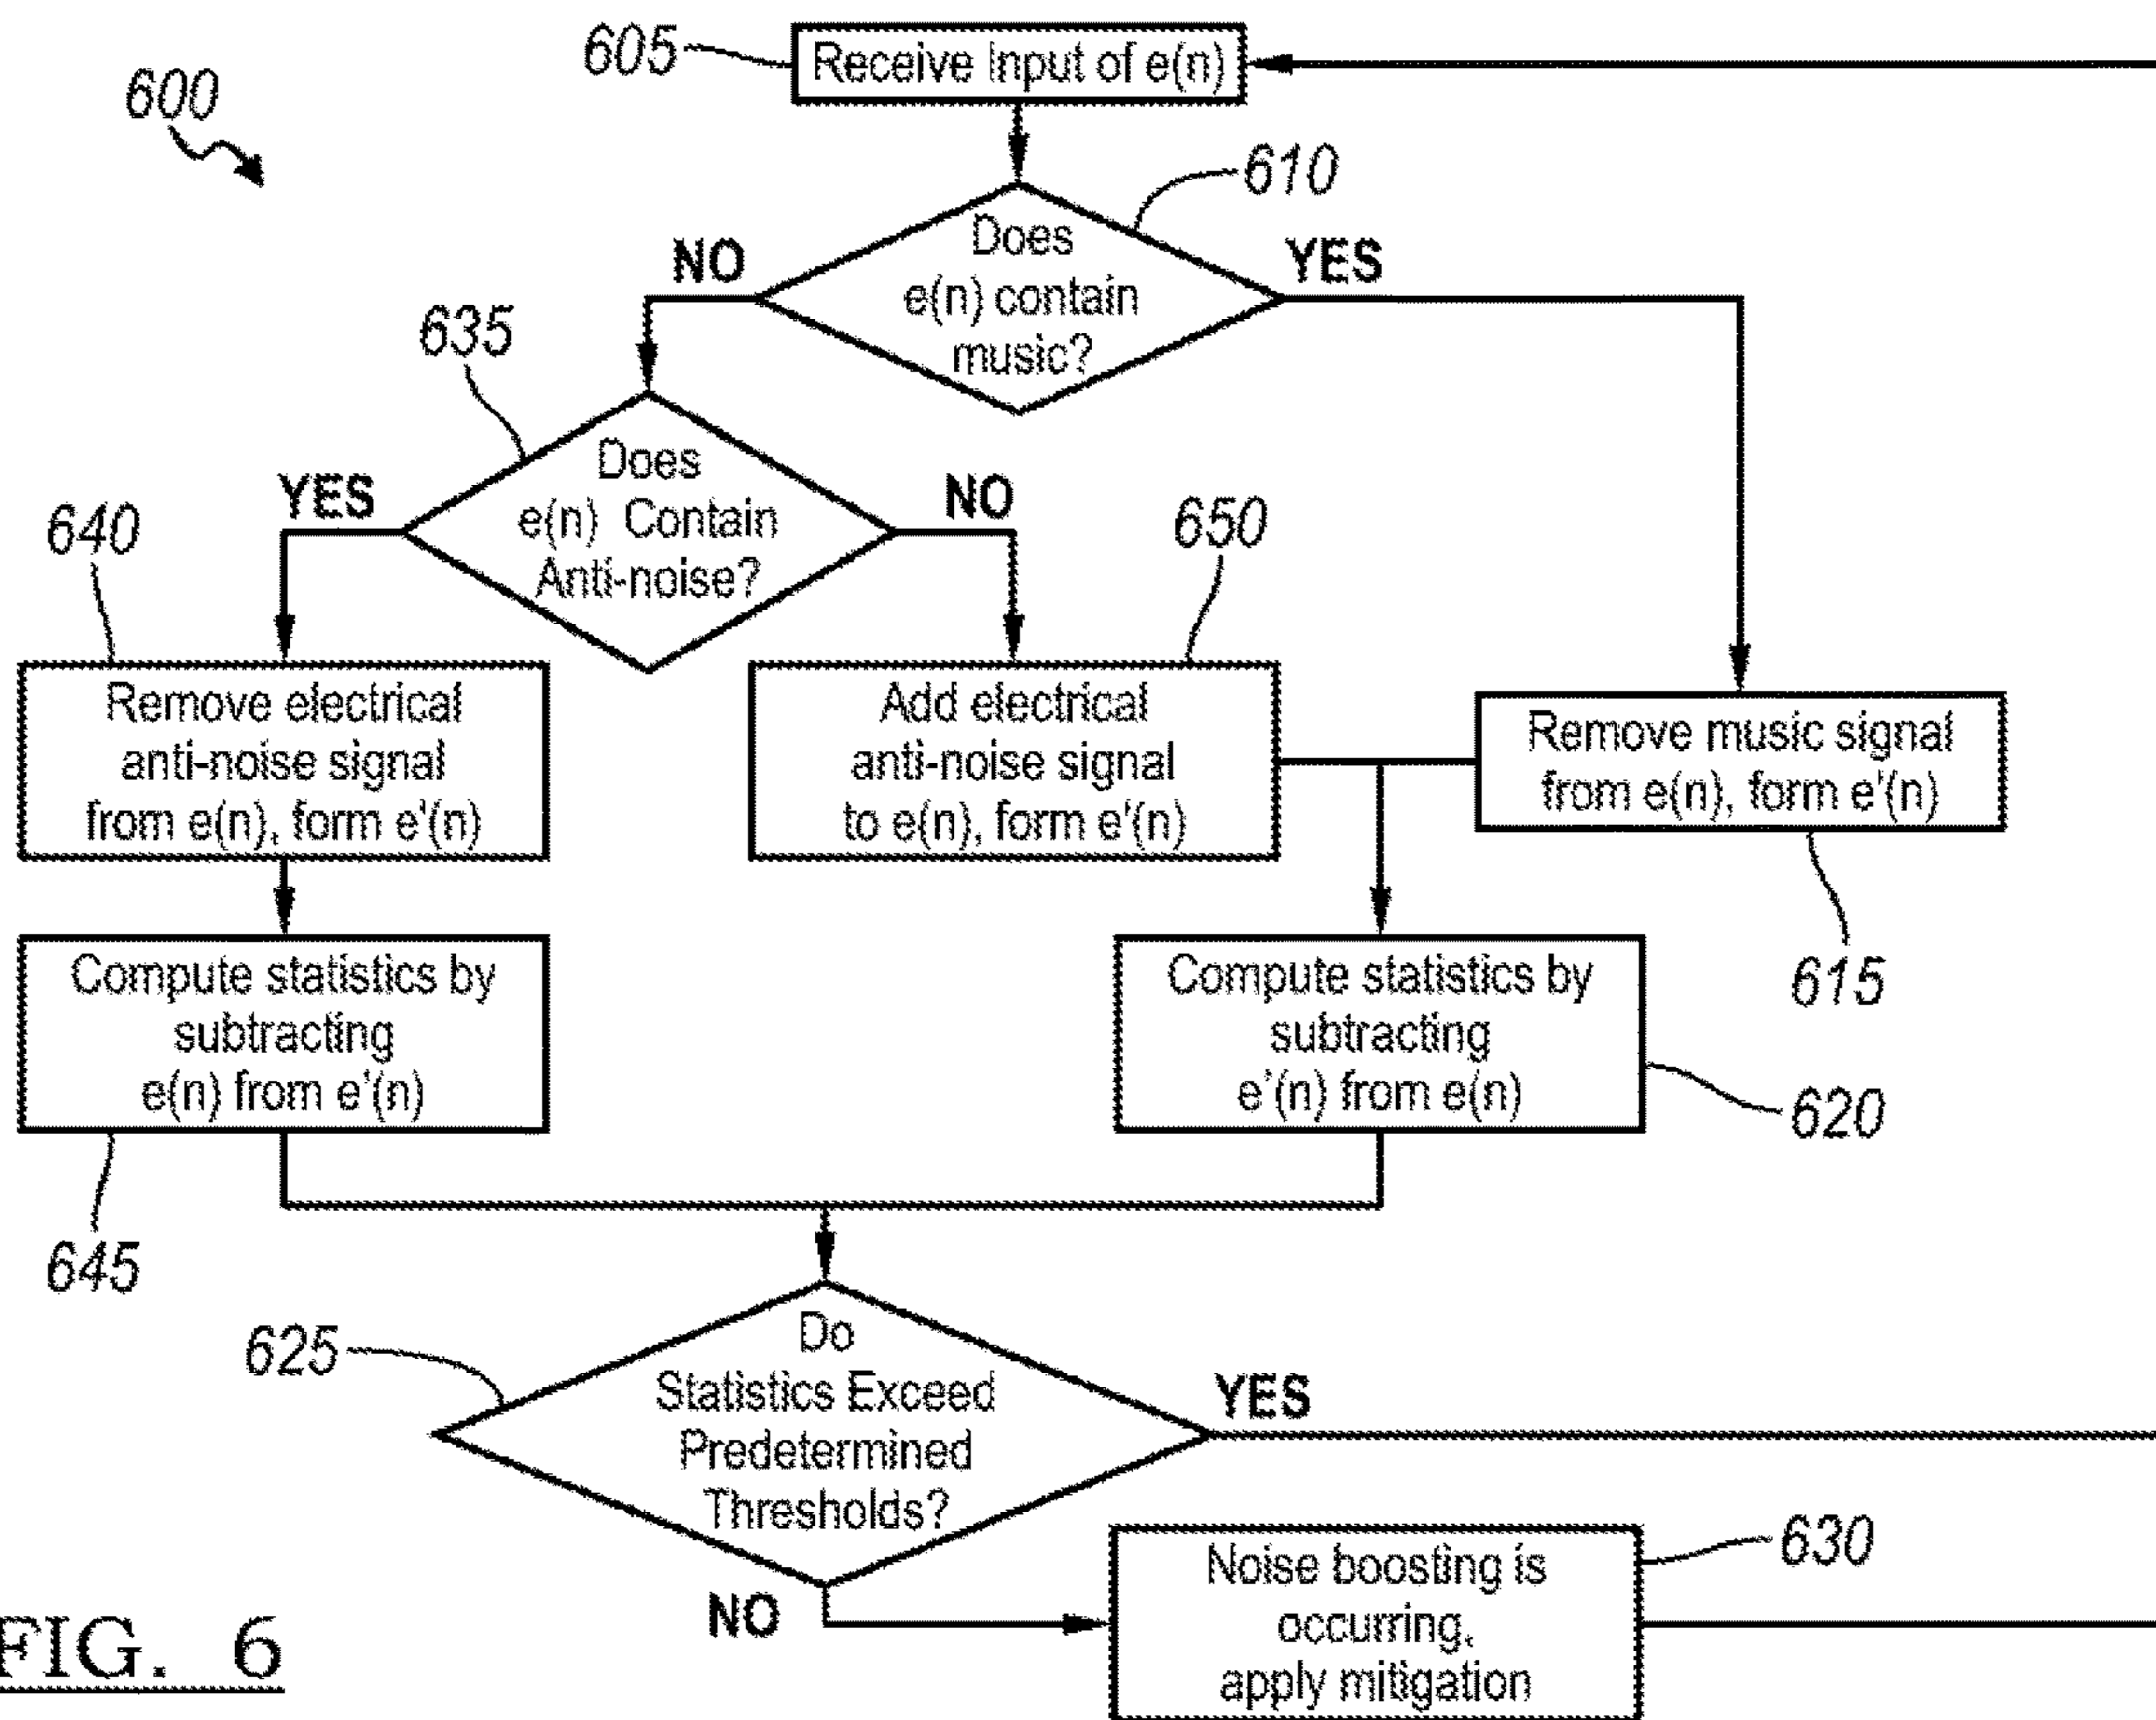 605
Receive Input of e(n)
600
610
Does
e(n) contain
music?
NO
YES
635
Does
e(n) Contain
Anti-noise?
YES
NO
640
650
Remove electrical
anti-noise signal
from e(n), form e'(n)
Add electrical
anti-noise signal
to e(n), form e'(n)
Remove music signal
from e(n), form e'(n)
615
Compute statistics by
subtracting
e(n) from e'(n)
Compute statistics by
subtracting
e'(n) from e(n)
620
645
625
Do
Statistics Exceed
Predetermined
Thresholds?
YES
NO
Noise boosting is
occurring,
apply mitigation
630
FIG. 6